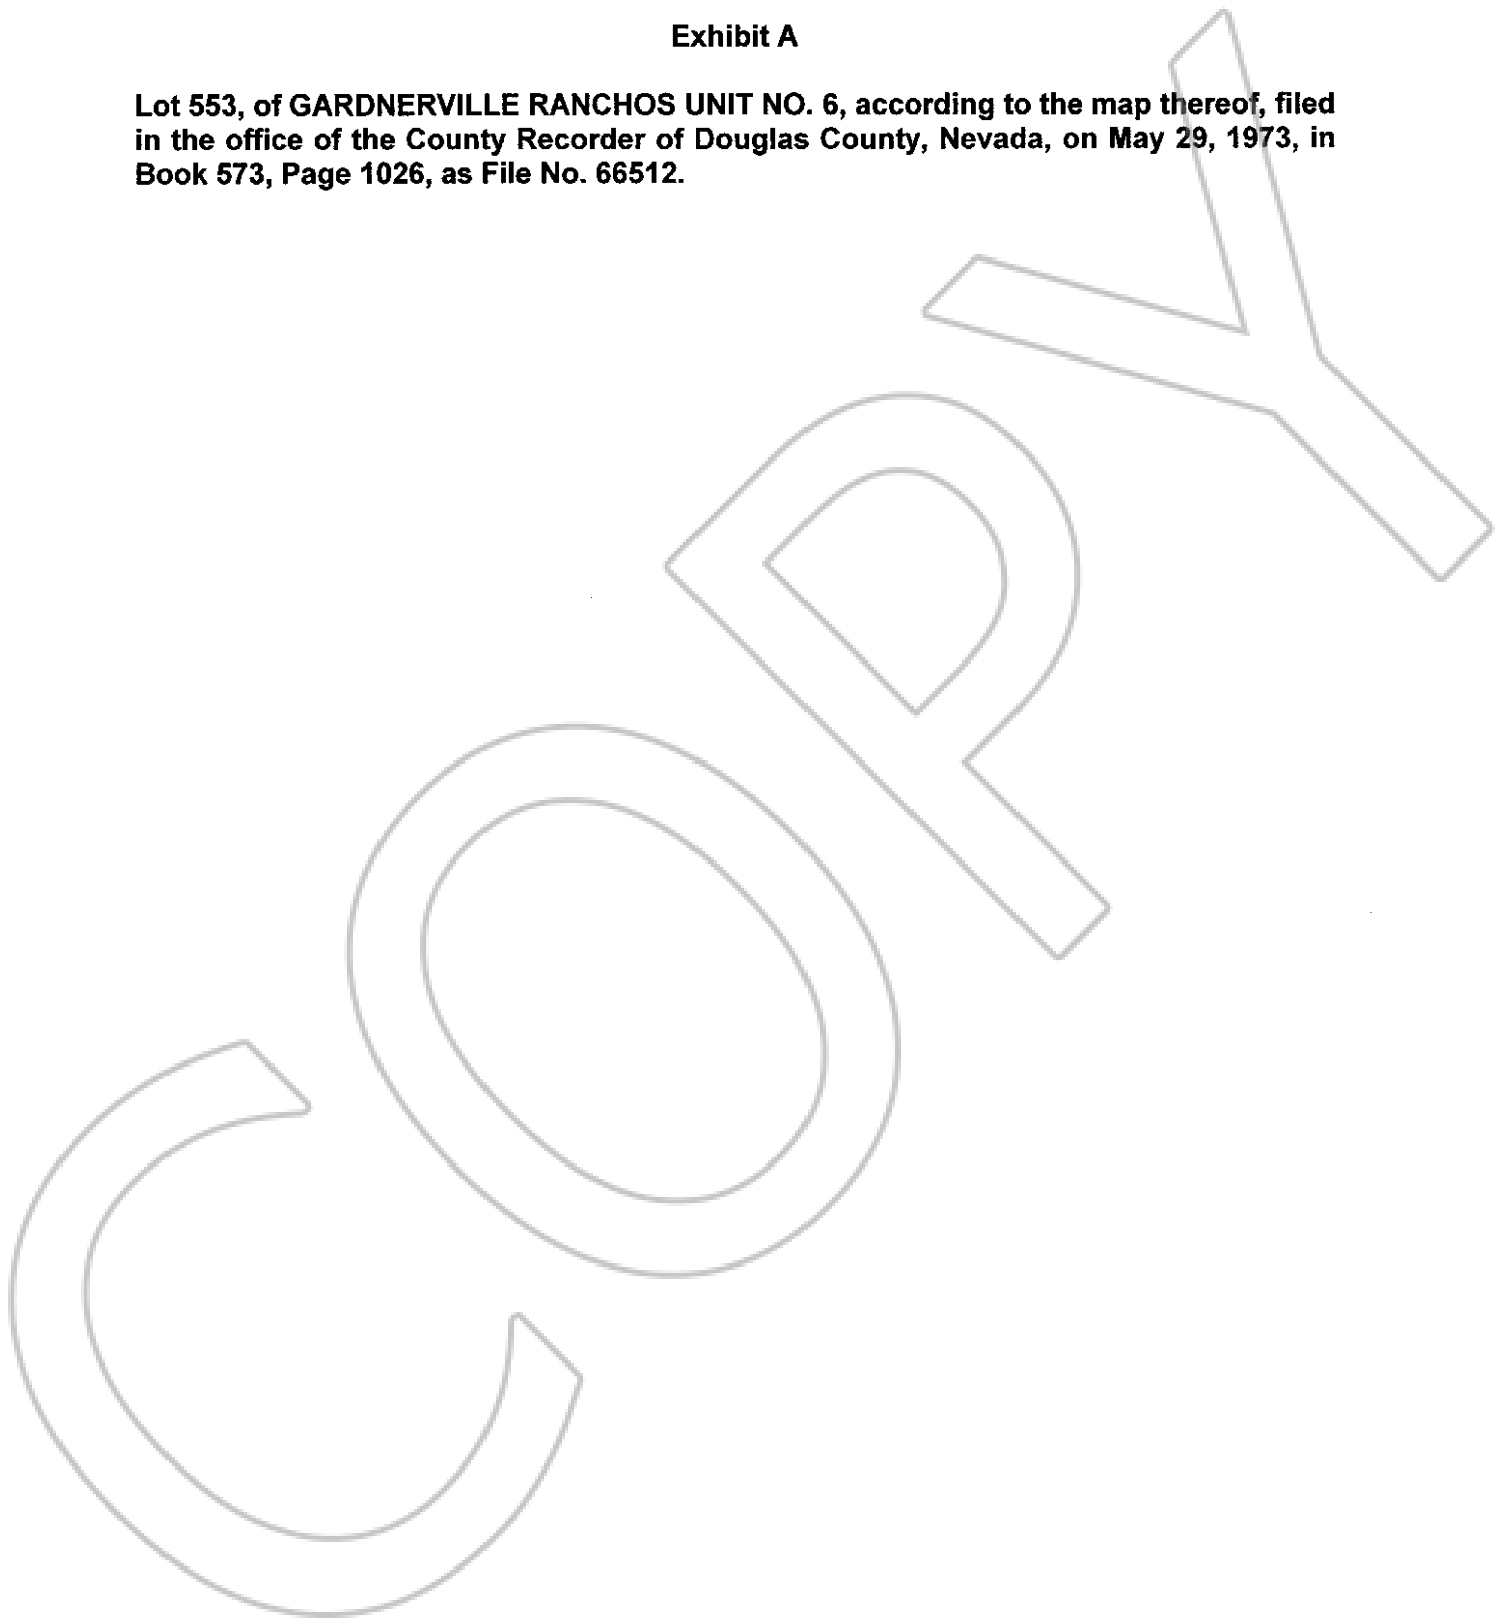 Exhibit A
Lot 553, of GARDNERVILLE RANCHOS UNIT NO. 6, according to the map thereof, filed
in the office of the County Recorder of Douglas County, Nevada, on May 29, 1973, in
Book 573, Page 1026, as File No. 66512.
COPY